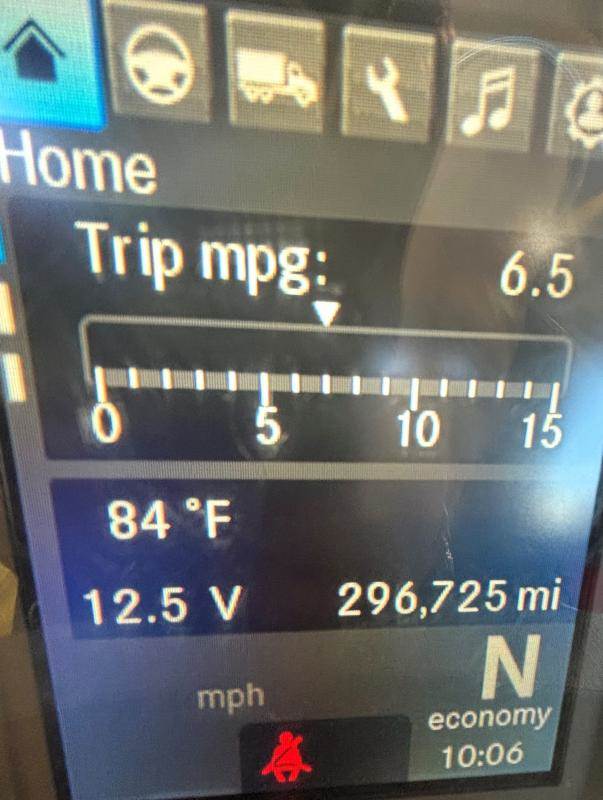 Home
Trip mpg: 6.5
0 5 10 15
84 °F
12.5 V 296,725 mi
N
mph
economy
10:06